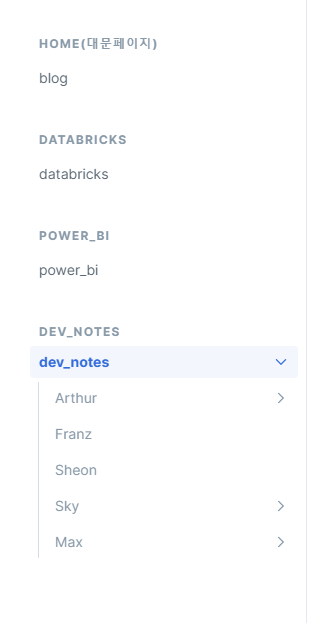 HOME(대문페이지)
blog
DATABRICKS
databricks
POWER_BI
power_bi
DEV_NOTES
dev_notes
Arthur
Franz
Sheon
Sky
Max